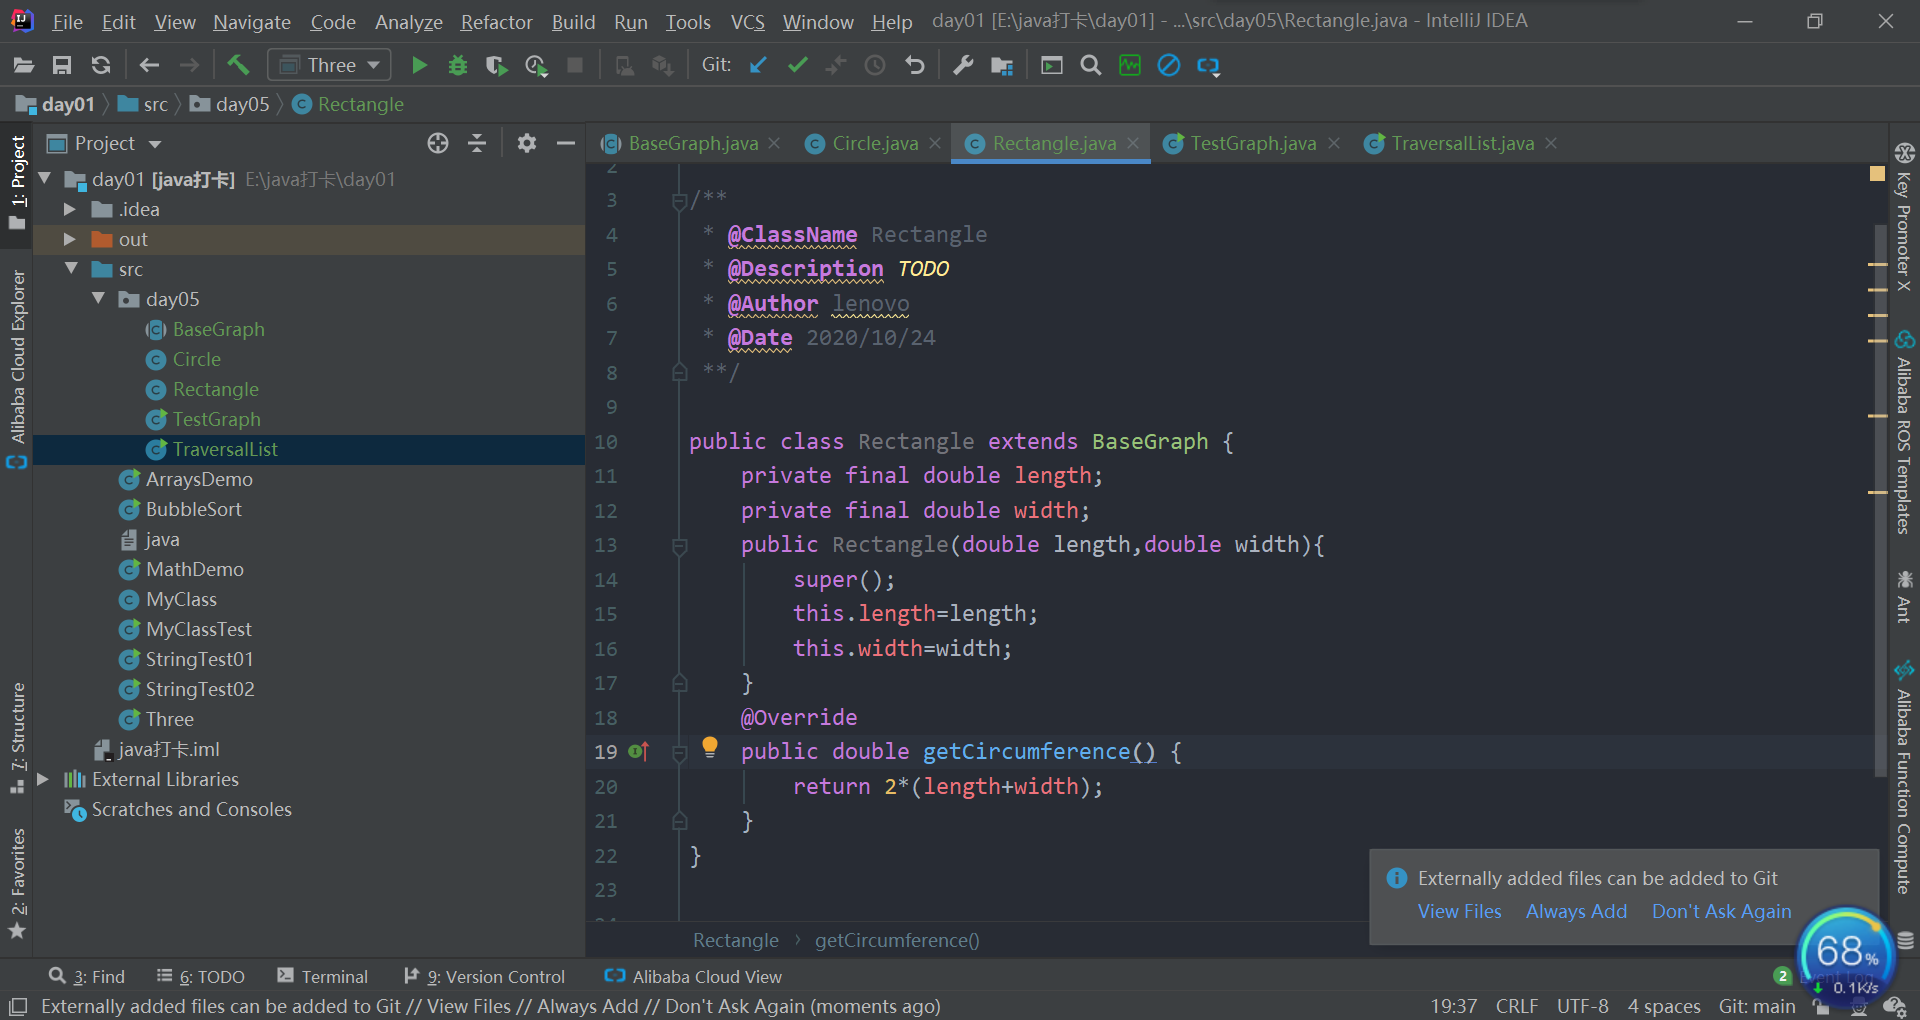 File Edit View Navigate Code Analyze Refactor Build Run Tools VCS Window Help day01 [E:\java打卡\day01] - ...\src\day05\Rectangle.java - IntelliJ IDEA
Three Git:
day01 src day05 Rectangle
1: Project
Alibaba Cloud Explorer
7: Structure
2: Favorites
Project
day01 [java打卡] E:\java打卡\day01
.idea
out
src
day05
BaseGraph
Circle
Rectangle
TestGraph
TraversalList
ArraysDemo
BubbleSort
java
MathDemo
MyClass
MyClassTest
StringTest01
StringTest02
Three
java打卡.iml
External Libraries
Scratches and Consoles
BaseGraph.java Circle.java Rectangle.java TestGraph.java TraversalList.java
2
3 /**
4 * @ClassName Rectangle
5 * @Description TODO
6 * @Author lenovo
7 * @Date 2020/10/24
8 **/
9
10 public class Rectangle extends BaseGraph {
11 private final double length;
12 private final double width;
13 public Rectangle(double length,double width){
14 super();
15 this.length=length;
16 this.width=width;
17 }
18 @Override
19 public double getCircumference() {
20 return 2*(length+width);
21 }
22 }
23
Rectangle › getCircumference()
Key Promoter X
Alibaba ROS Templates
Ant
Alibaba Function Compute
Externally added files can be added to Git
View Files Always Add Don't Ask Again
68%
0.1K/s
3: Find 6: TODO Terminal 9: Version Control Alibaba Cloud View 2 Event Log
Externally added files can be added to Git // View Files // Always Add // Don't Ask Again (moments ago) 19:37 CRLF UTF-8 4 spaces Git: main